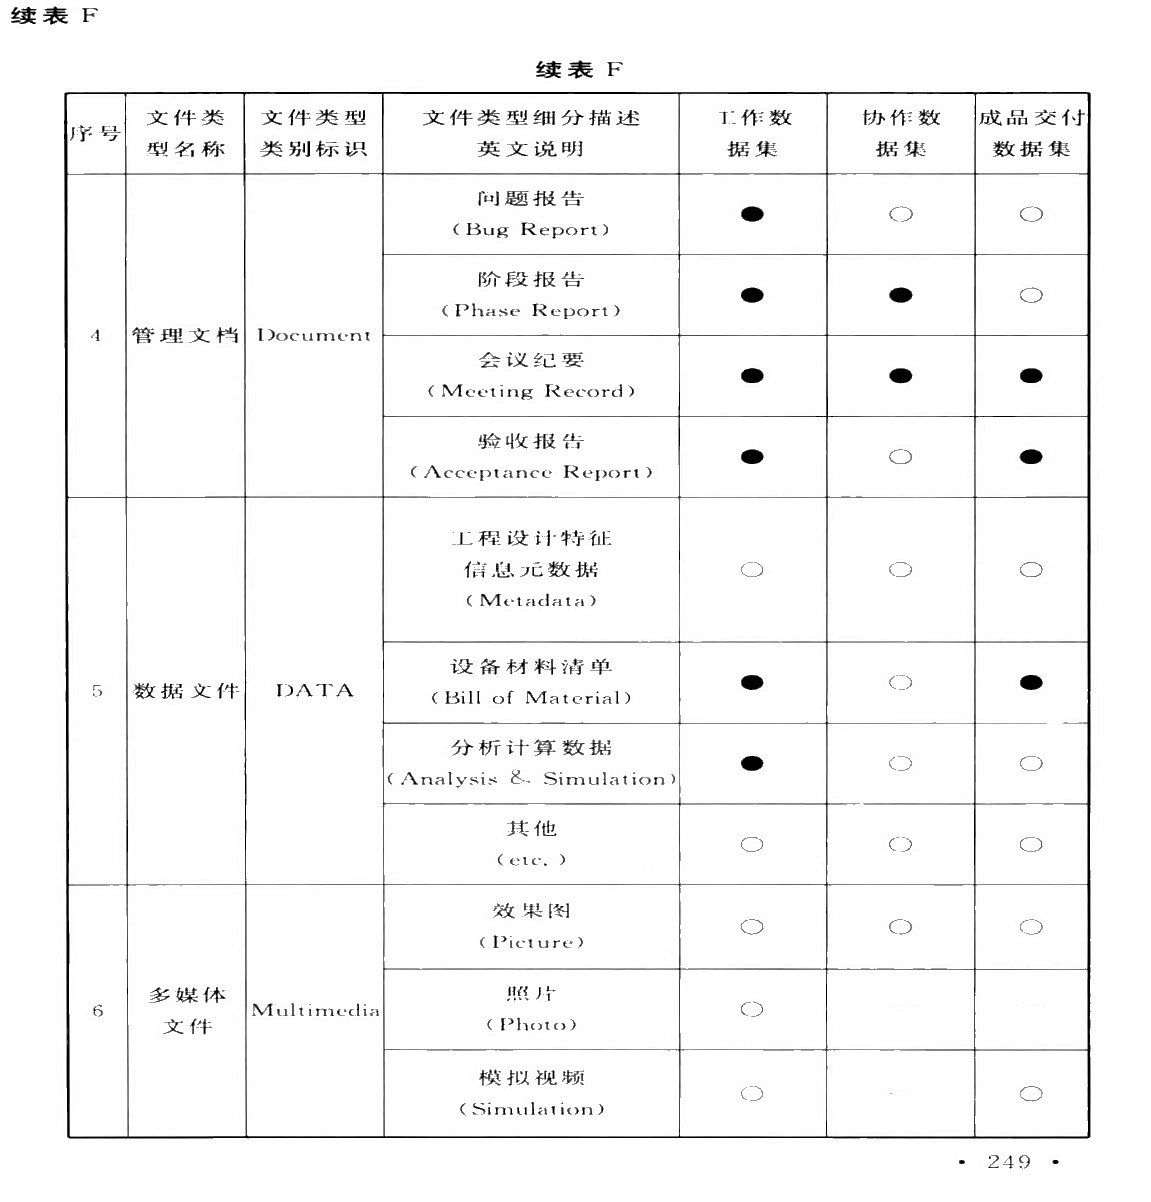 续表 F
续表 F
序号
文件类
型名称
文件类型
类别标识
文件类型细分描述
英文说明
工作数
据集
协作数
据集
成品交付
数据集
4
管理文档
Document
问题报告
(Bug Report)
● ○ ○
阶段报告
(Phase Report)
● ● ○
会议纪要
(Meeting Record)
● ● ●
验收报告
(Acceptance Report)
● ○ ●
5
数据文件
DATA
工程设计特征
信息元数据
(Metadata)
○ ○ ○
设备材料清单
(Bill of Material)
● ○ ●
分析计算数据
(Analysis & Simulation)
● ○ ○
其他
(etc.)
○ ○ ○
6
多媒体
文件
Multimedia
效果图
(Picture)
○ ○ ○
照片
(Photo)
○
模拟视频
(Simulation)
○ ○
· 249 ·